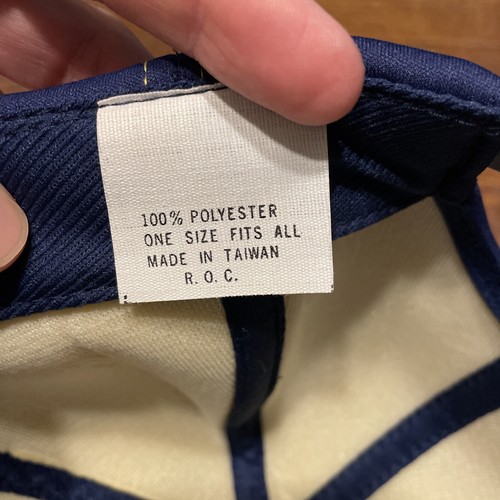 100% POLYESTER
ONE SIZE FITS ALL
MADE IN TAIWAN
R. O. C.